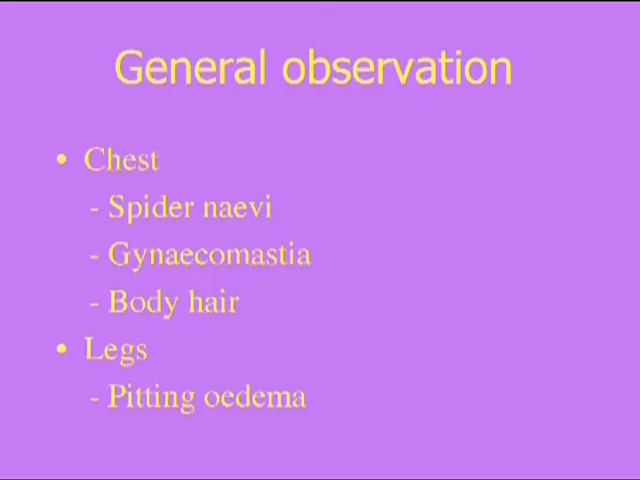 General observation
• Chest
- Spider naevi
- Gynaecomastia
- Body hair
• Legs
- Pitting oedema